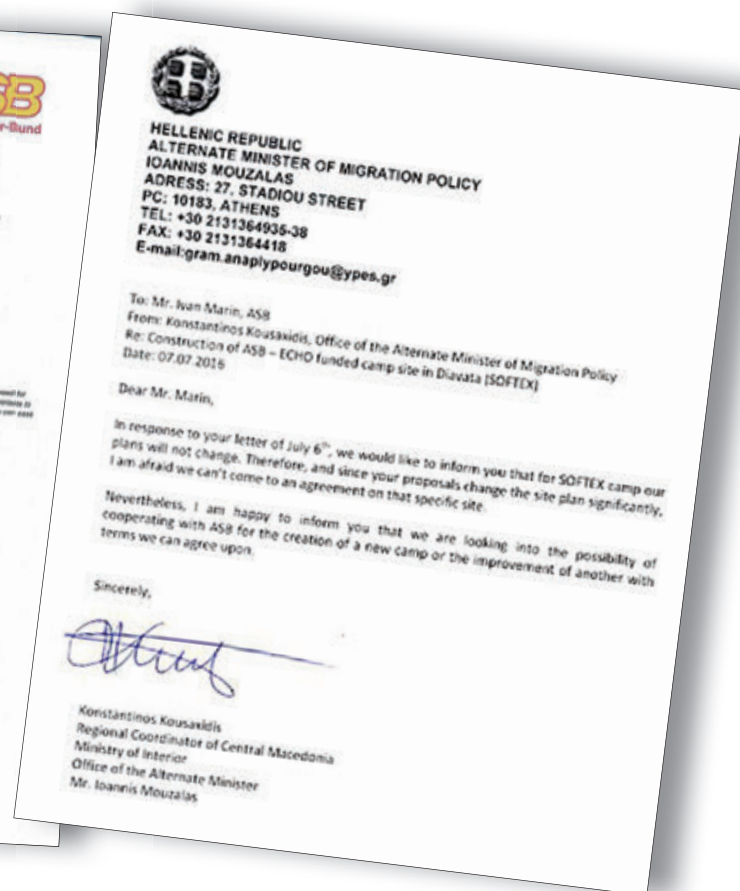 SB
r-Bund
HELLENIC REPUBLIC
ALTERNATE MINISTER OF MIGRATION POLICY
IOANNIS MOUZALAS
ADRESS: 27, STADIOU STREET
PC: 10183, ATHENS
TEL: +30 2131364935-38
FAX: +30 2131364418
E-mail:gram.anaplypourgou@ypes.gr
To: Mr. Ivan Marin, ASB
From: Konstantinos Kousaxidis, Office of the Alternate Minister of Migration Policy
Re: Construction of ASB – ECHO funded camp site in Diavata (SOFTEX)
Date: 07.07.2016
Dear Mr. Marin,
In response to your letter of July 6th, we would like to inform you that for SOFTEX camp our
plans will not change. Therefore, and since your proposals change the site plan significantly,
I am afraid we can't come to an agreement on that specific site.
Nevertheless, I am happy to inform you that we are looking into the possibility of
cooperating with ASB for the creation of a new camp or the improvement of another with
terms we can agree upon.
Sincerely,
Konstantinos Kousaxidis
Regional Coordinator of Central Macedonia
Ministry of Interior
Office of the Alternate Minister
Mr. Ioannis Mouzalas